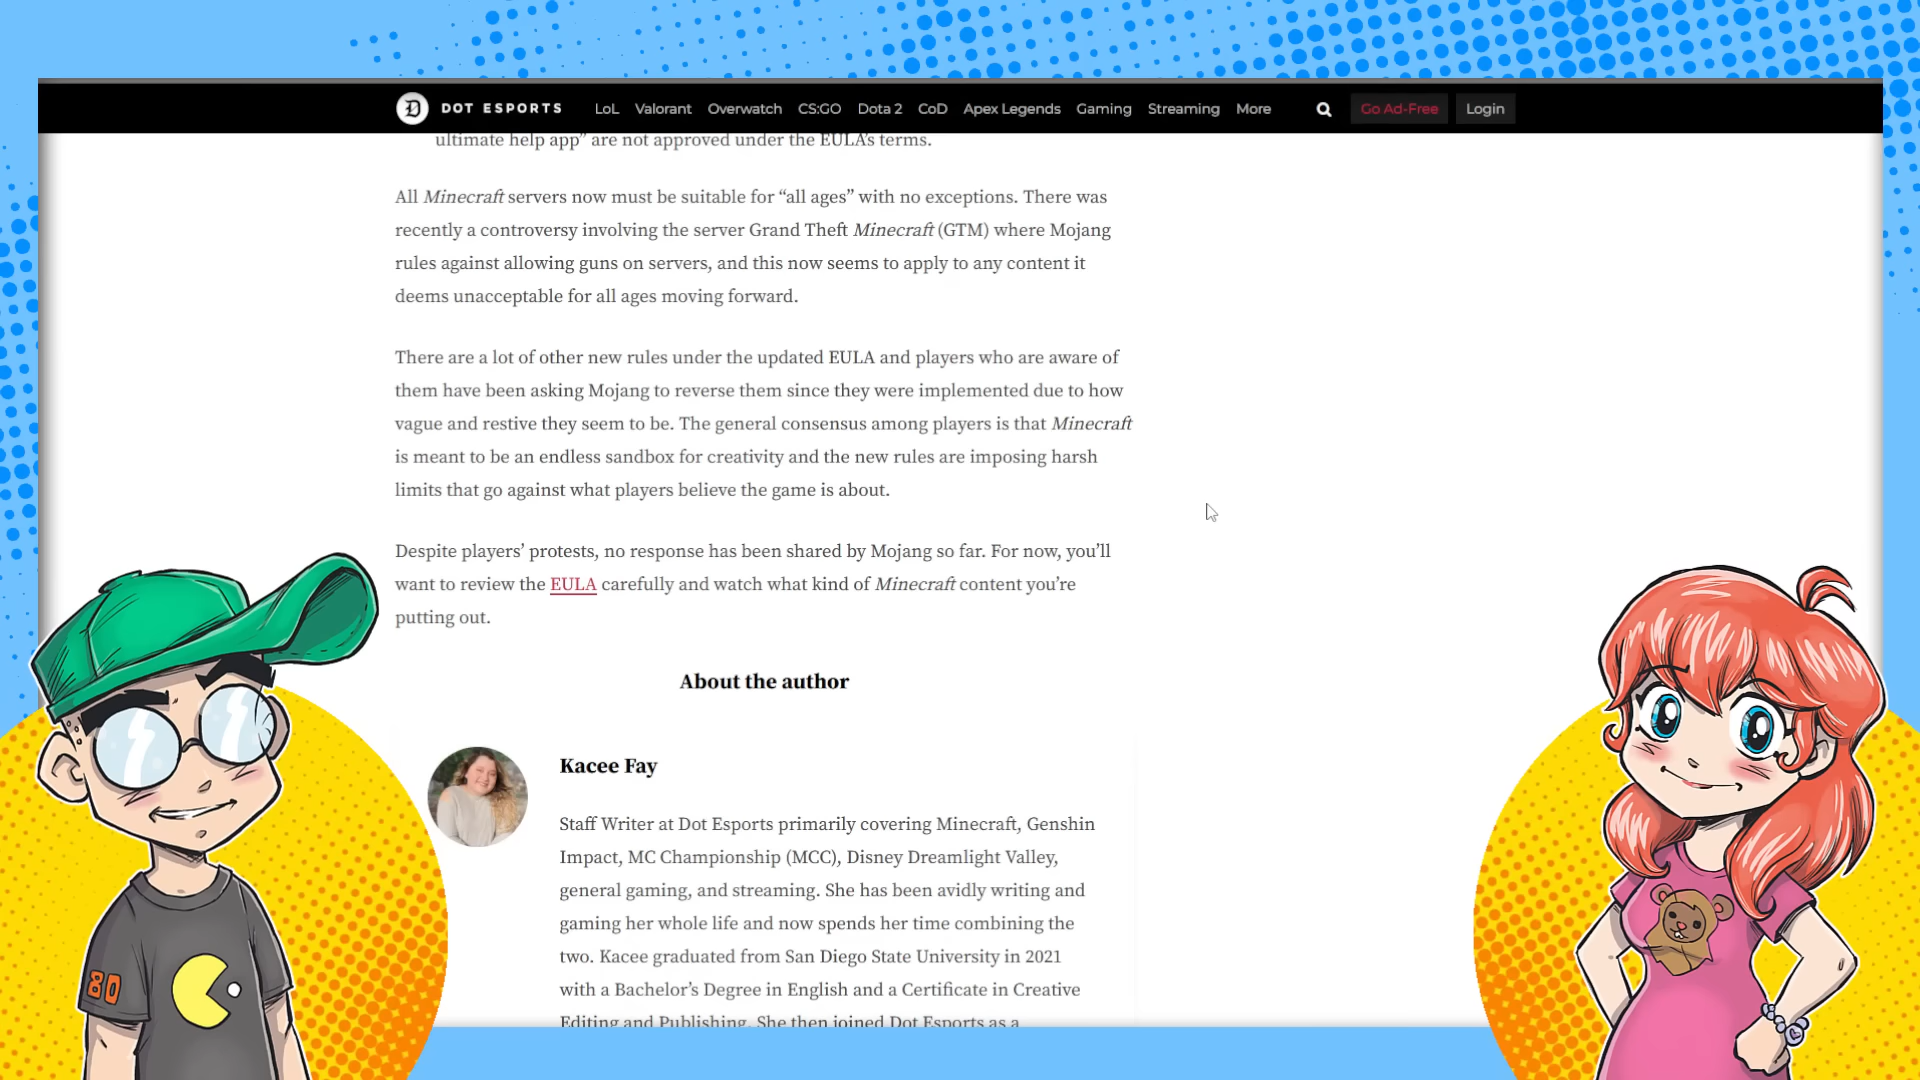 DOT ESPORTS LoL Valorant Overwatch CS:GO Dota 2 CoD Apex Legends Gaming Streaming More Go Ad-Free Login
ultimate help app” are not approved under the EULA’s terms.
All Minecraft servers now must be suitable for “all ages” with no exceptions. There was
recently a controversy involving the server Grand Theft Minecraft (GTM) where Mojang
rules against allowing guns on servers, and this now seems to apply to any content it
deems unacceptable for all ages moving forward.
There are a lot of other new rules under the updated EULA and players who are aware of
them have been asking Mojang to reverse them since they were implemented due to how
vague and restive they seem to be. The general consensus among players is that Minecraft
is meant to be an endless sandbox for creativity and the new rules are imposing harsh
limits that go against what players believe the game is about.
Despite players’ protests, no response has been shared by Mojang so far. For now, you’ll
want to review the EULA carefully and watch what kind of Minecraft content you’re
putting out.
About the author
Kacee Fay
Staff Writer at Dot Esports primarily covering Minecraft, Genshin
Impact, MC Championship (MCC), Disney Dreamlight Valley,
general gaming, and streaming. She has been avidly writing and
gaming her whole life and now spends her time combining the
two. Kacee graduated from San Diego State University in 2021
with a Bachelor’s Degree in English and a Certificate in Creative
Editing and Publishing. She then joined Dot Esports as a
80